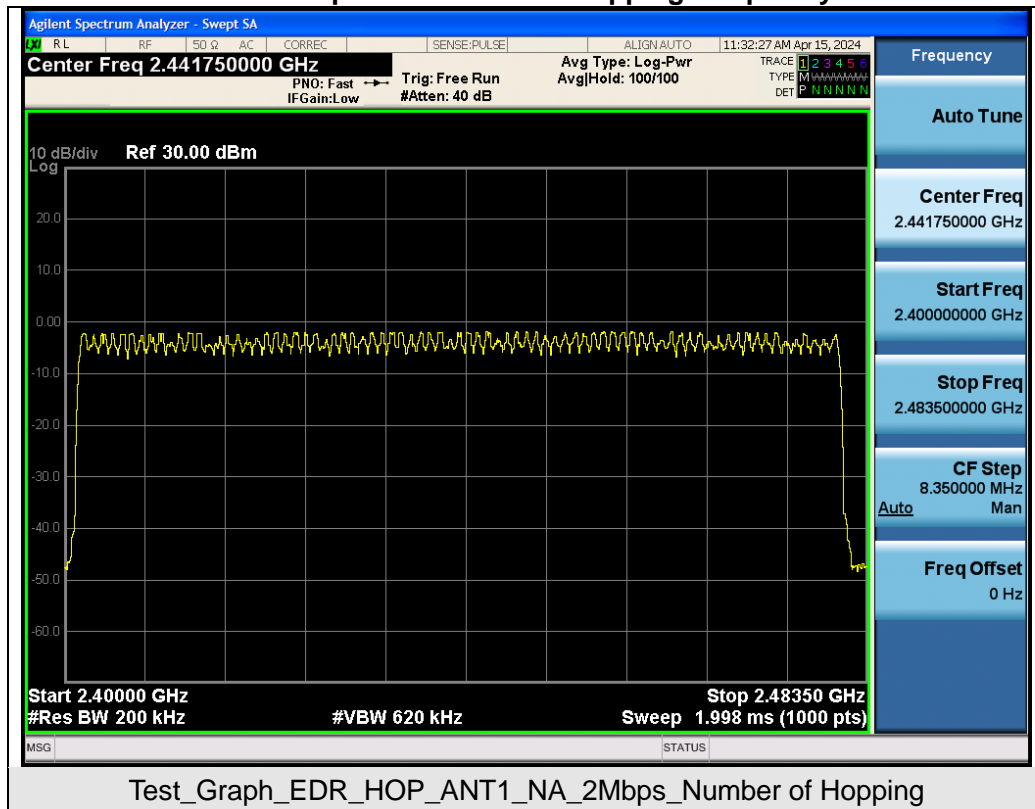 Agilent Spectrum Analyzer - Swept SA
LXI RL RF 50 Ω AC CORREC SENSE:PULSE ALIGN AUTO 11:32:27 AM Apr 15, 2024
Center Freq 2.441750000 GHz
PNO: Fast
IFGain:Low
Trig: Free Run
#Atten: 40 dB
Avg Type: Log-Pwr
Avg|Hold: 100/100
TRACE 1 2 3 4 5 6
TYPE M
DET P N N N N N
10 dB/div Ref 30.00 dBm
Log
20.0
10.0
0.00
-10.0
-20.0
-30.0
-40.0
-50.0
-60.0
Start 2.40000 GHz Stop 2.48350 GHz
#Res BW 200 kHz #VBW 620 kHz Sweep 1.998 ms (1000 pts)
MSG STATUS
Frequency
Auto Tune
Center Freq
2.441750000 GHz
Start Freq
2.400000000 GHz
Stop Freq
2.483500000 GHz
CF Step
8.350000 MHz
Auto Man
Freq Offset
0 Hz
Test_Graph_EDR_HOP_ANT1_NA_2Mbps_Number of Hopping